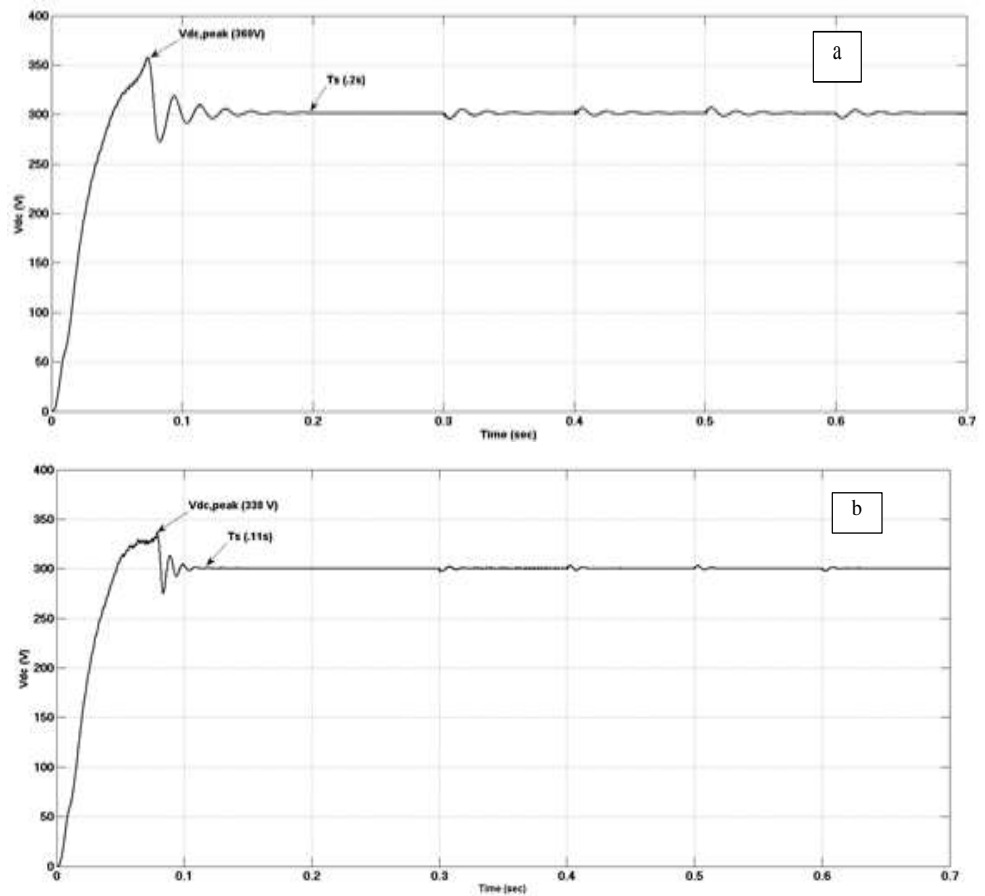 400
Vdc,peak (360V)
a
350
Ts (.2s)
300
250
Vdc (V)
200
150
100
50
0
0 0.1 0.2 0.3 0.4 0.5 0.6 0.7
Time (sec)
400
Vdc,peak (330 V)
b
350
Ts (.11s)
300
250
Vdc (V)
200
150
100
50
0
0 0.1 0.2 0.3 0.4 0.5 0.6 0.7
Time (sec)